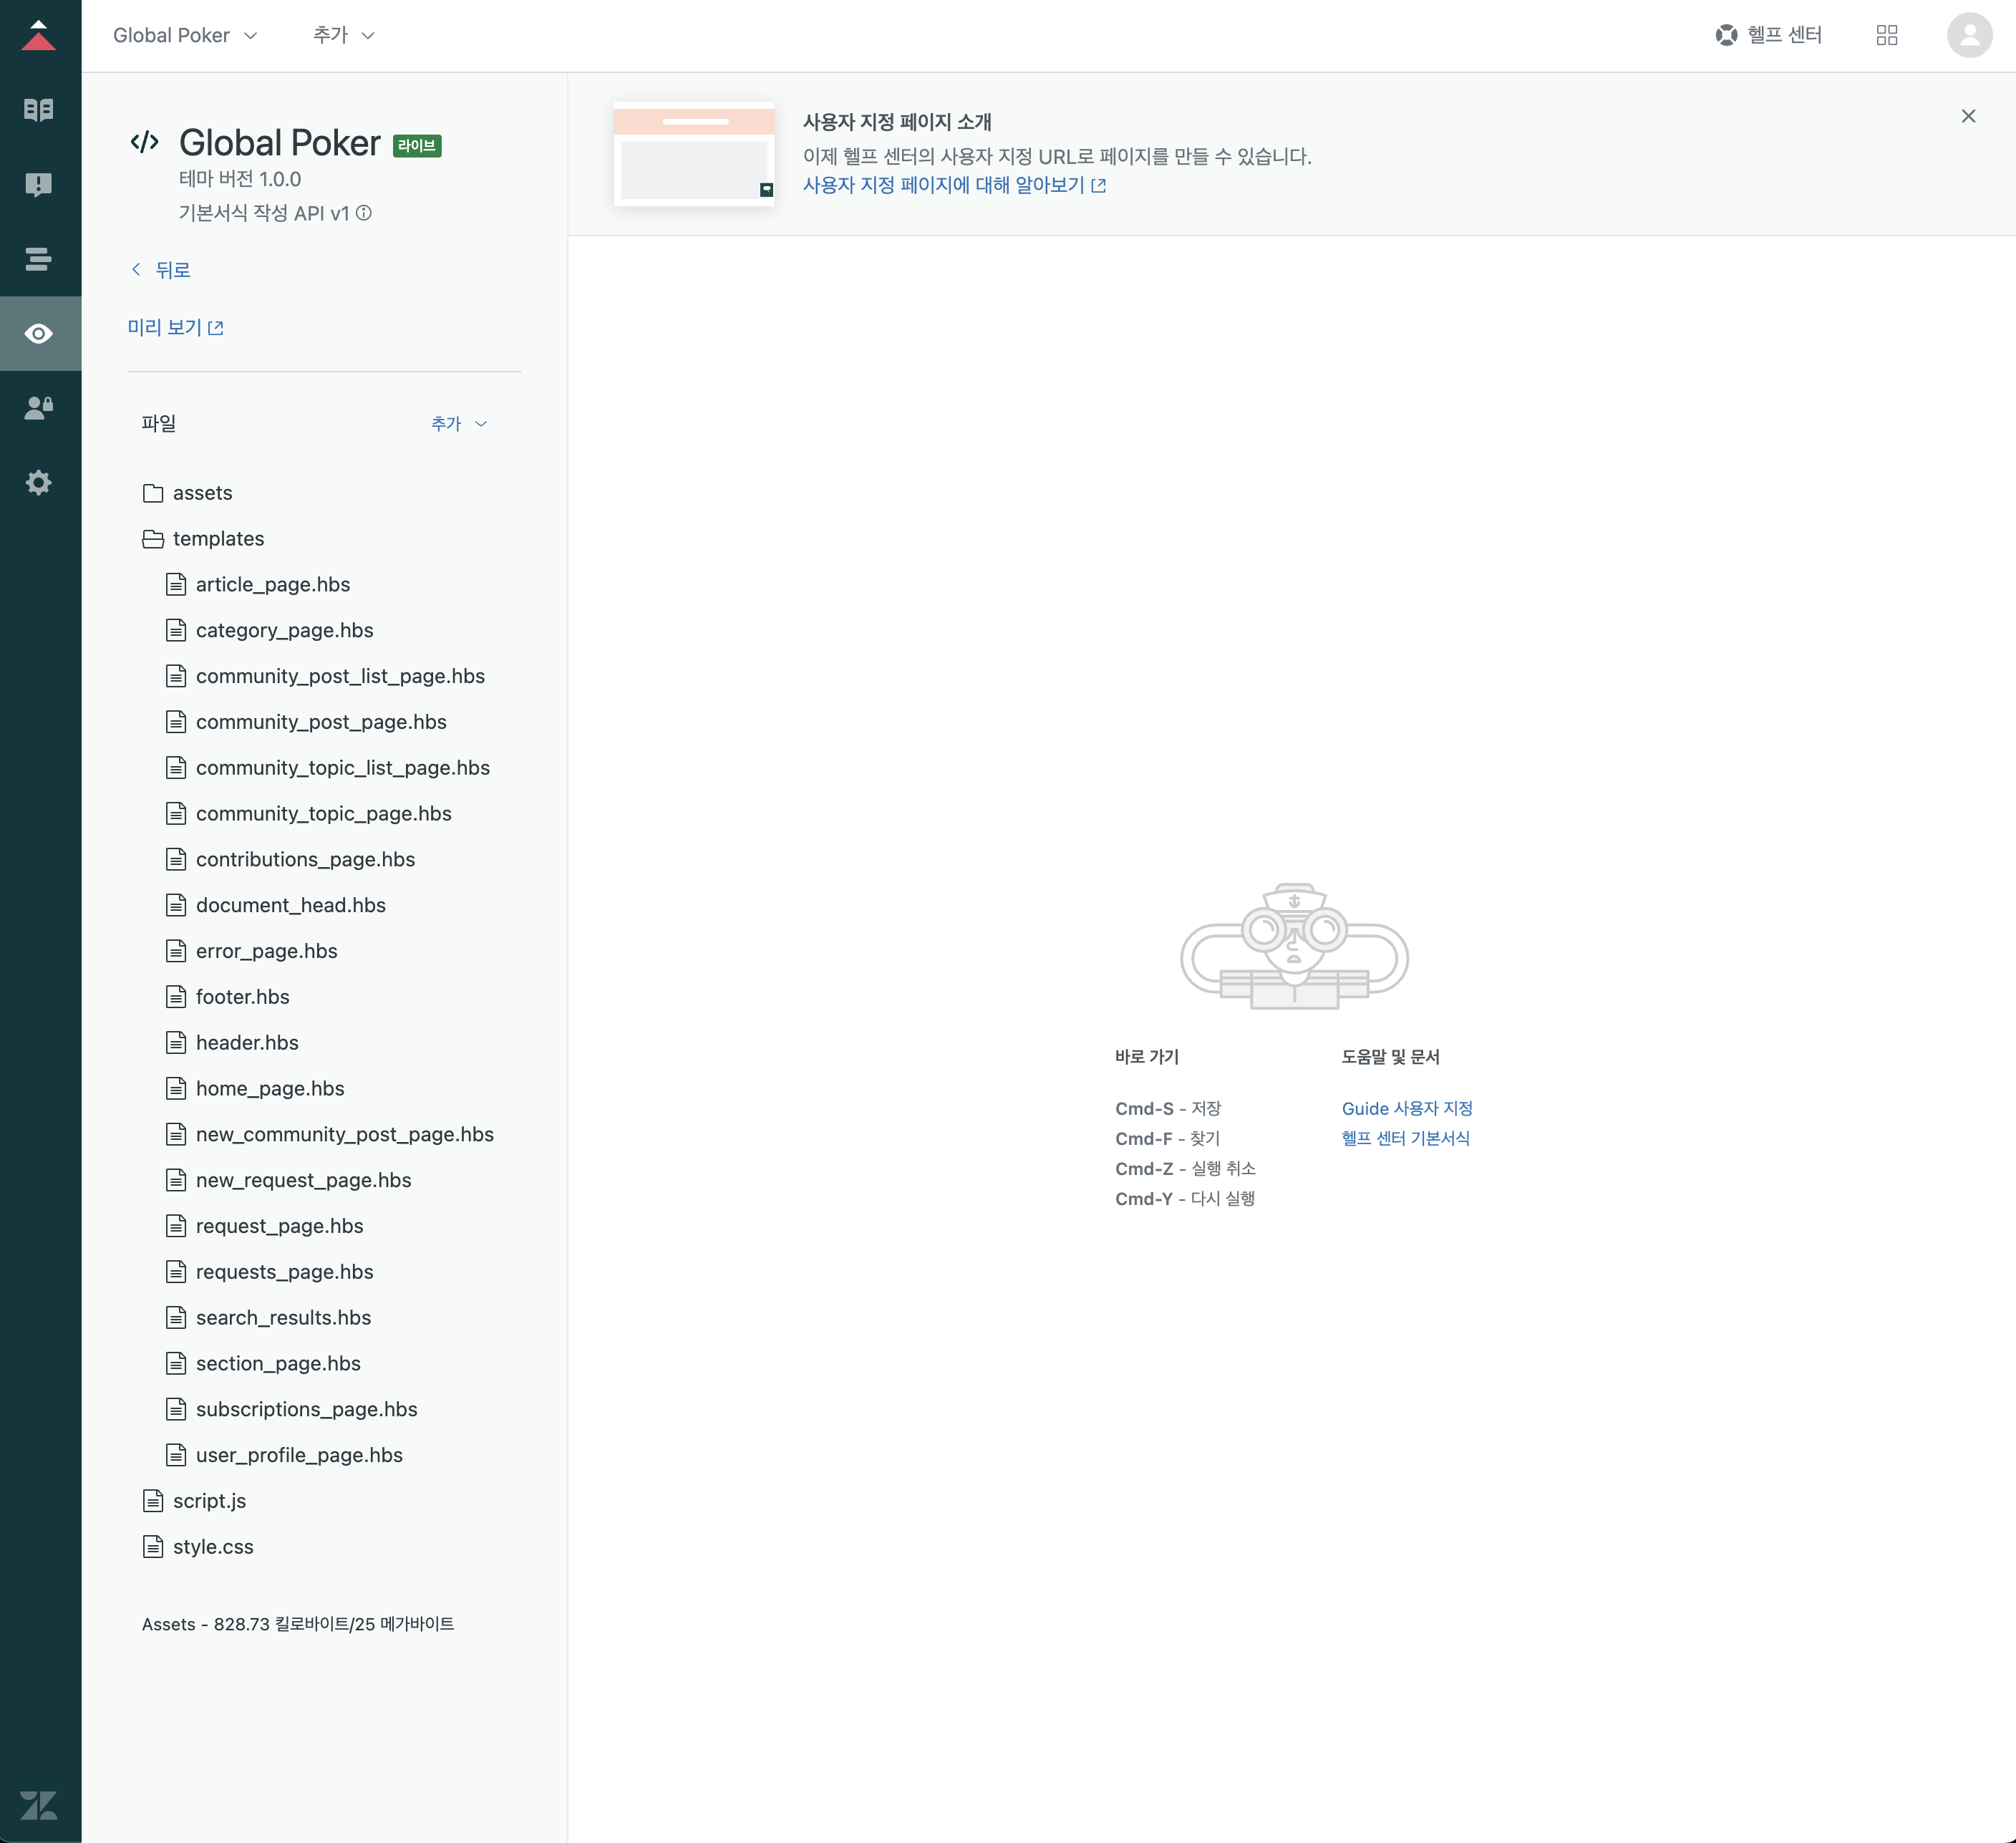 Global Poker
추가
헬프 센터
Global Poker 라이브
테마 버전 1.0.0
기본서식 작성 API v1
뒤로
미리 보기
파일
추가
assets
templates
article_page.hbs
category_page.hbs
community_post_list_page.hbs
community_post_page.hbs
community_topic_list_page.hbs
community_topic_page.hbs
contributions_page.hbs
document_head.hbs
error_page.hbs
footer.hbs
header.hbs
home_page.hbs
new_community_post_page.hbs
new_request_page.hbs
request_page.hbs
requests_page.hbs
search_results.hbs
section_page.hbs
subscriptions_page.hbs
user_profile_page.hbs
script.js
style.css
Assets - 828.73 킬로바이트/25 메가바이트
사용자 지정 페이지 소개
이제 헬프 센터의 사용자 지정 URL로 페이지를 만들 수 있습니다.
사용자 지정 페이지에 대해 알아보기
바로 가기
Cmd-S - 저장
Cmd-F - 찾기
Cmd-Z - 실행 취소
Cmd-Y - 다시 실행
도움말 및 문서
Guide 사용자 지정
헬프 센터 기본서식